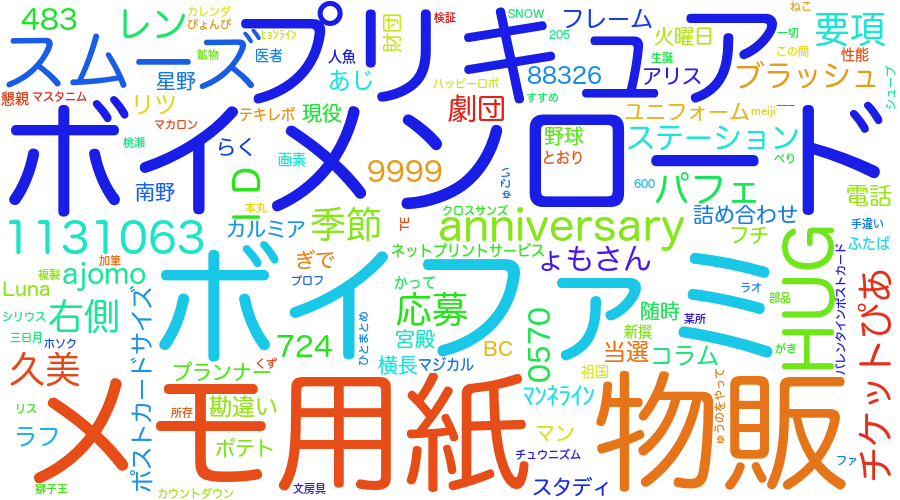 483
レン
カレンダ
ぴょんぴ
ﾋｮﾝﾗｲﾝ
財団
検証
SNOW
205
フレーム
ねこ
一切
要項
スムーズ
プリキュア
火曜日
生誕
この間
性能
鉱物
医者
人魚
星野
あじ
ハッピーロボ
88326
アリス
ブラッシュ
シューブ
懇親
マスタニム
リツ
テキレボ
現役
劇団
すすめ
ユニフォーム
meiji
ボイメンロード
マカロン
桃瀬
らく
画素
野球
とおり
ステーション
べり
南野
ID
9999
600
パフェ
電話
本丸
カルミア
季節
TE
クロスサンズ
anniversary
詰め合わせ
手違い
1131063
フチ
HUG
ふたば
加筆
ぎで
ネットプリントサービス
ょもさん
バレンタインポストカード
複製
ajomo
プロフ
かって
ラオ
Luna
ボイファミ
部品
シリウス
右側
応募
随時
某所
チケットぴあ
三日月
ホソク
ポストカードサイズ
724
ひとまとめ
宮殿
0570
新撰
BC
当選
コラム
がき
久美
くず
プランナー
横長
マジカル
祖国
メモ用紙
物販
ﾏﾝﾈﾗｲﾝ
ゅうのをやって
リス
所存
勘違い
ラフ
ポテト
マン
チュウニズム
ファ
獅子王
カウントダウン
文房具
スタディ